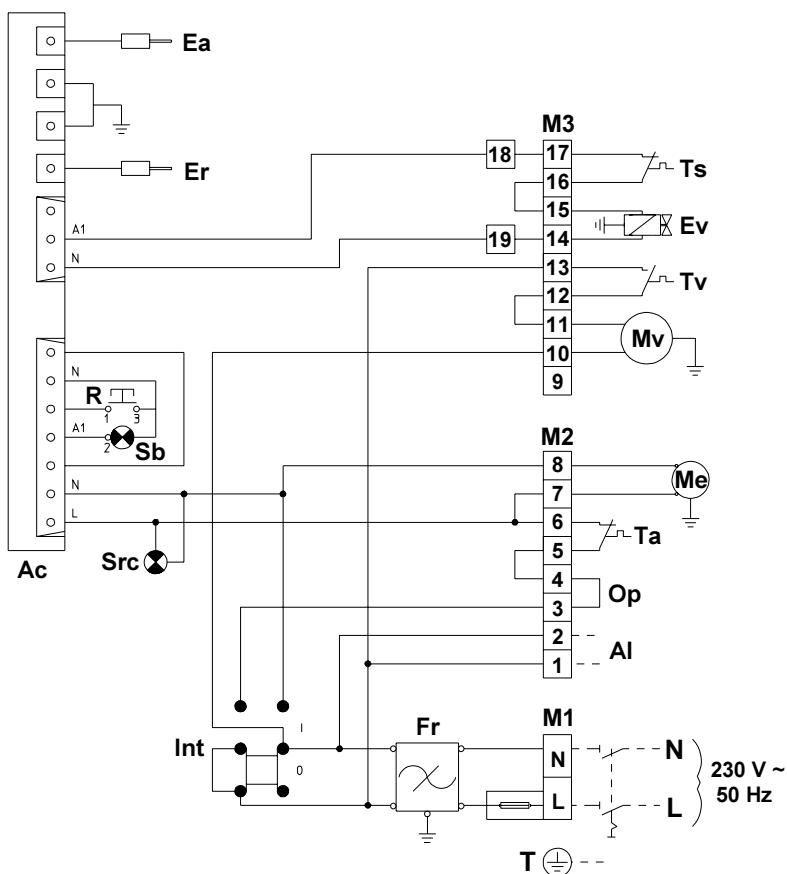 Ea
M3
18
17
Ts
Er
16
15
Ev
A1
19
14
N
13
Tv
12
11
Mv
10
N
R
9
1
3
A1
2
Sb
M2
8
Me
N
7
L
6
Ta
5
Src
Ac
4
Op
3
2
Al
1
I
Fr
M1
Int
N
N
O
230 V ~
50 Hz
L
L
T